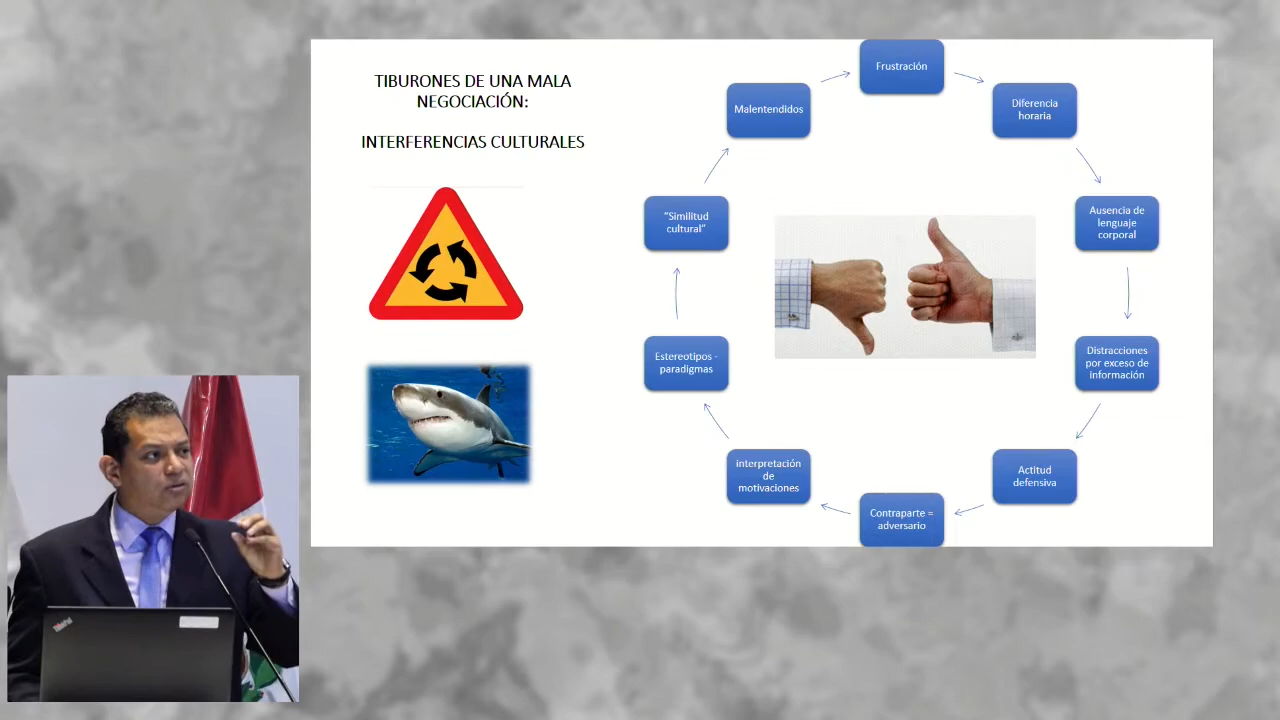 TIBURONES DE UNA MALA
NEGOCIACIÓN:
INTERFERENCIAS CULTURALES
Frustración
Diferencia
horaria
Ausencia de
lenguaje
corporal
Distracciones
por exceso de
información
Actitud
defensiva
Contraparte =
adversario
interpretación
de
motivaciones
Estereotipos -
paradigmas
"Similitud
cultural"
Malentendidos